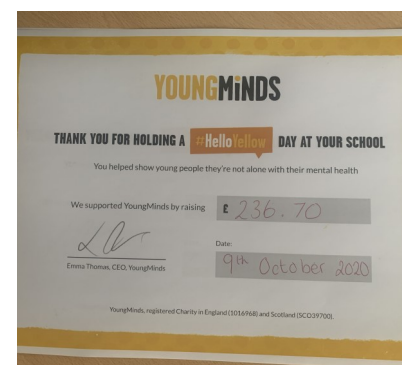 YOUNGMiNDS
THANK YOU FOR HOLDING A #HelloYellow DAY AT YOUR SCHOOL
You helped show young people they're not alone with their mental health
We supported YoungMinds by raising £ 236.70
Date:
9th October 2020
Emma Thomas, CEO, YoungMinds
YoungMinds, registered Charity in England (1016968) and Scotland (SC039700).